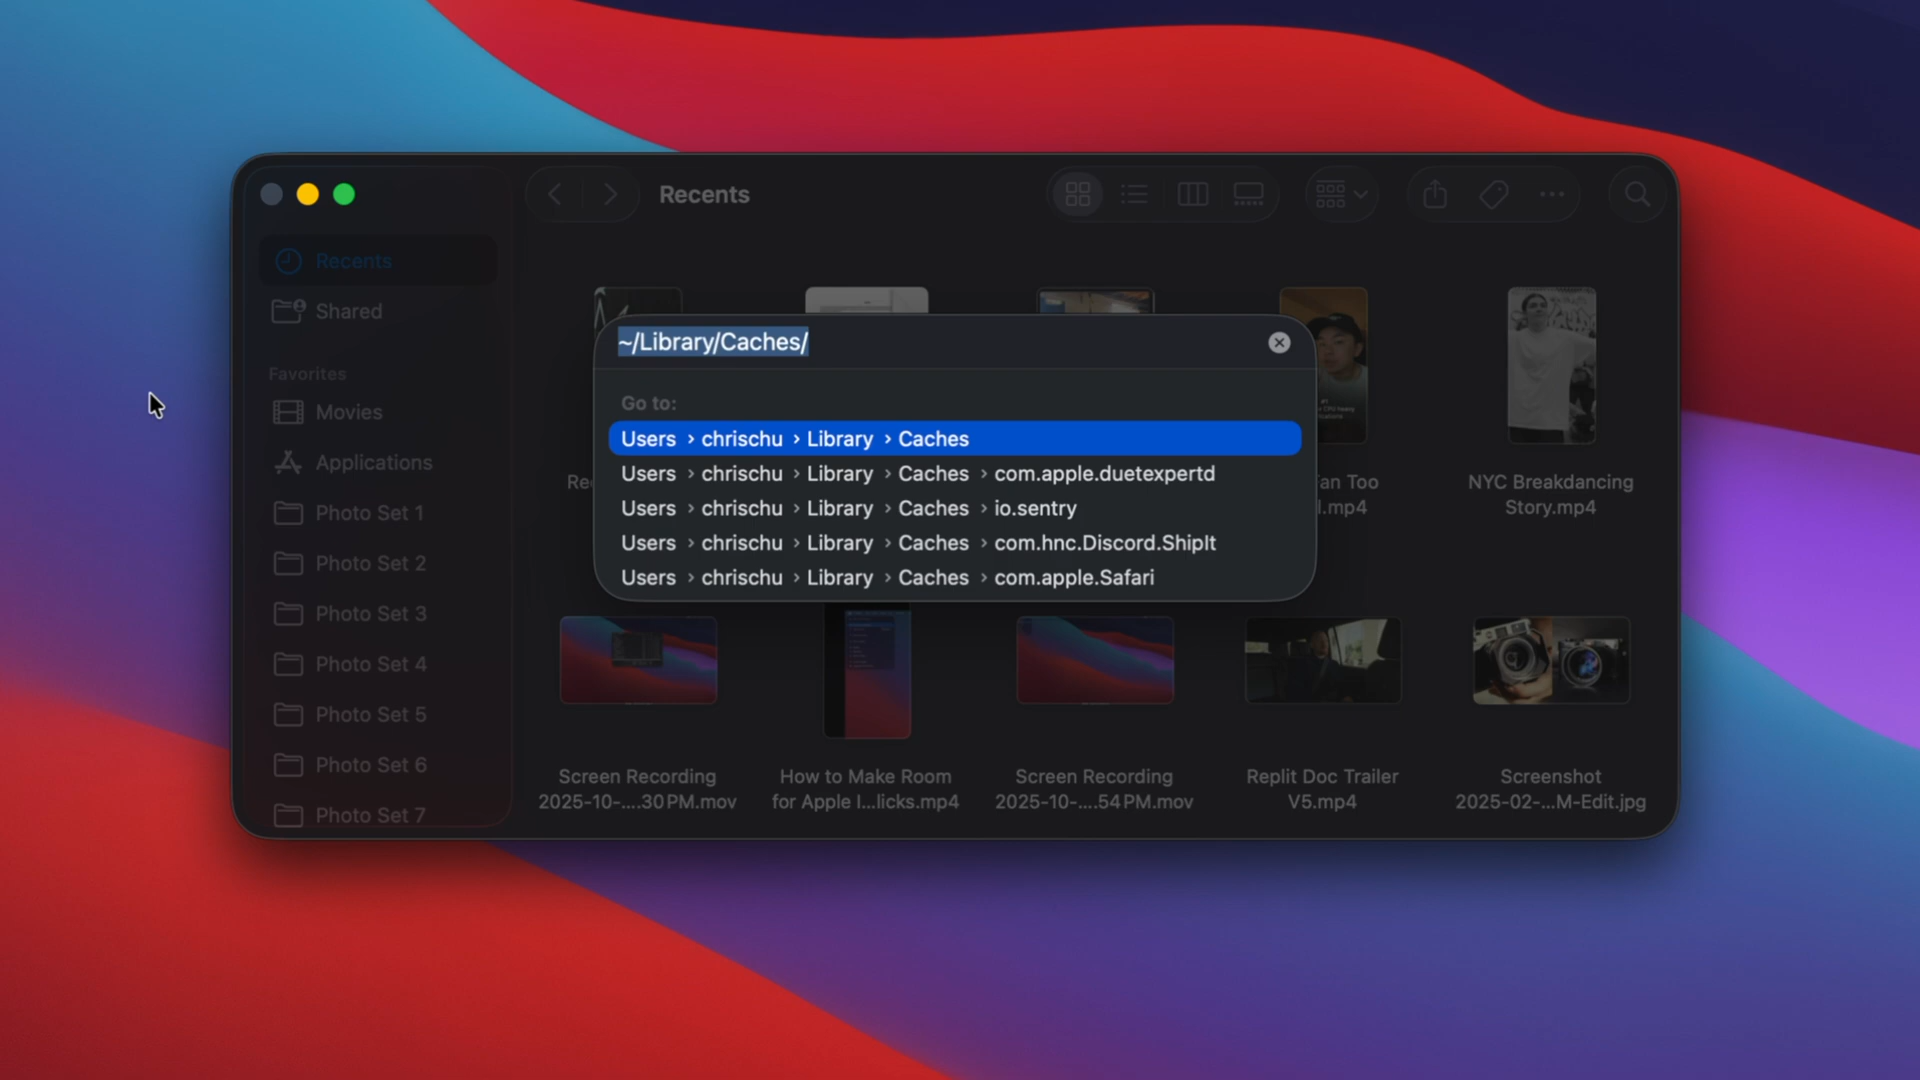 Recents
Recents
Shared
Favorites
Movies
Applications
Photo Set 1
Photo Set 2
Photo Set 3
Photo Set 4
Photo Set 5
Photo Set 6
Photo Set 7
~/Library/Caches/
Go to:
Users › chrischu › Library › Caches
Users › chrischu › Library › Caches › com.apple.duetexpertd
Users › chrischu › Library › Caches › io.sentry
Users › chrischu › Library › Caches › com.hnc.Discord.ShipIt
Users › chrischu › Library › Caches › com.apple.Safari
NYC Breakdancing
Story.mp4
Screen Recording
2025-10-....30 PM.mov
How to Make Room
for Apple I...licks.mp4
Screen Recording
2025-10-....54 PM.mov
Replit Doc Trailer
V5.mp4
Screenshot
2025-02-...M-Edit.jpg